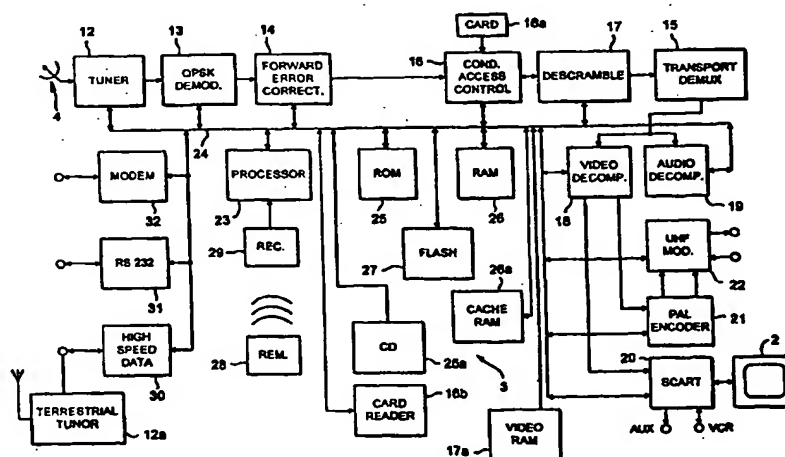 12
13
14
CARD
16a
16
17
15
TUNER
QPSK
DEMOD.
FORWARD
ERROR
CORRECT.
COND.
ACCESS
CONTROL
DESCRAMBLE
TRANSPORT
DEMUX
4
24
MODEM
32
PROCESSOR
23
ROM
25
RAM
26
VIDEO
DECOMP.
18
AUDIO
DECOMP.
19
RS 232
31
REC.
29
FLASH
27
26a
CACHE
RAM
UHF
MOD.
22
PAL
ENCODER
21
HIGH
SPEED
DATA
30
REM.
28
CD
25a
3
20
SCART
2
TERRESTRIAL
TUNOR
12a
CARD
READER
16b
VIDEO
RAM
17a
AUX
VCR